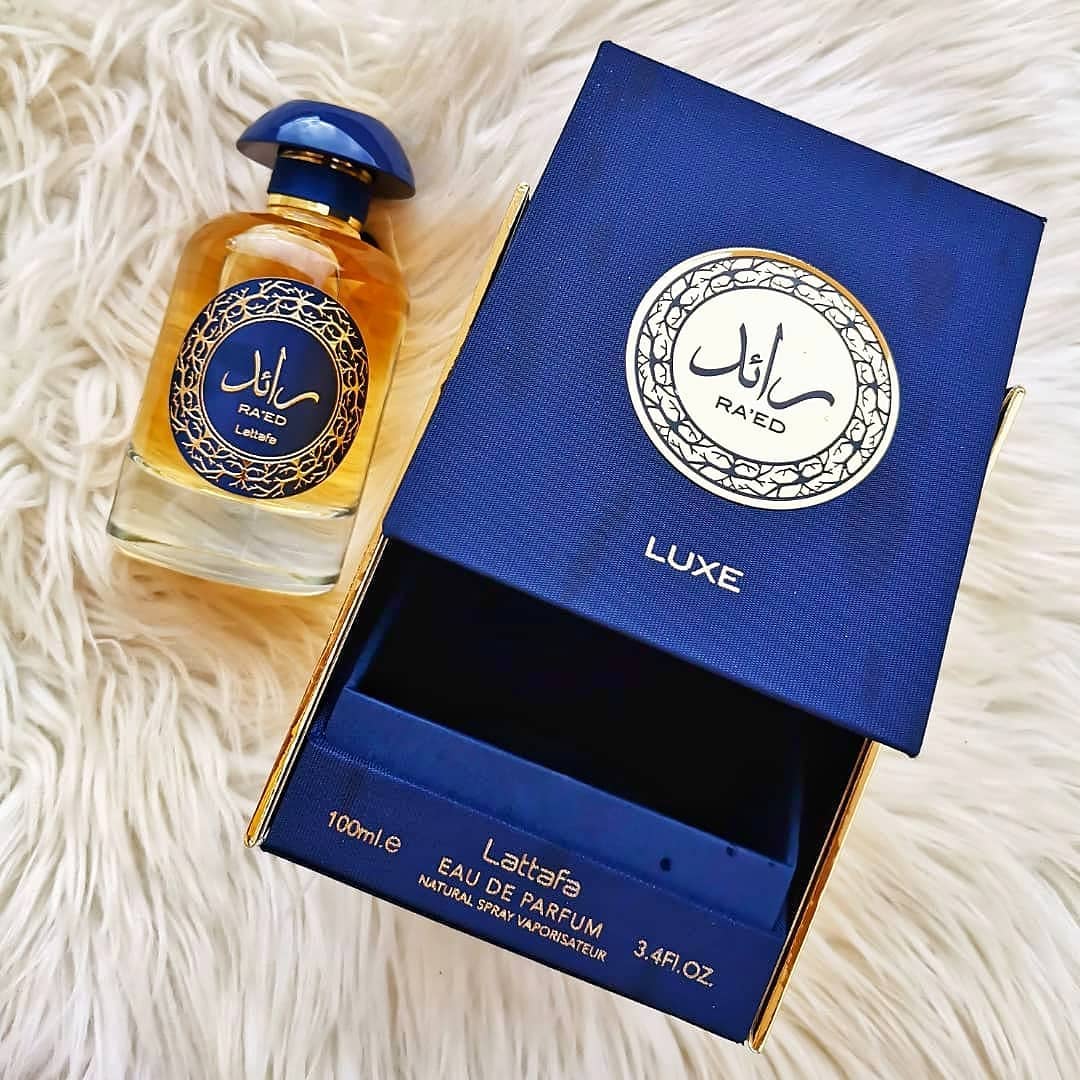 رائد
RA'ED
Lattafa
رائد
RA'ED
LUXE
100ml.e
Lattafa
EAU DE PARFUM
NATURAL SPRAY VAPORISATEUR
3.4Fl.OZ.